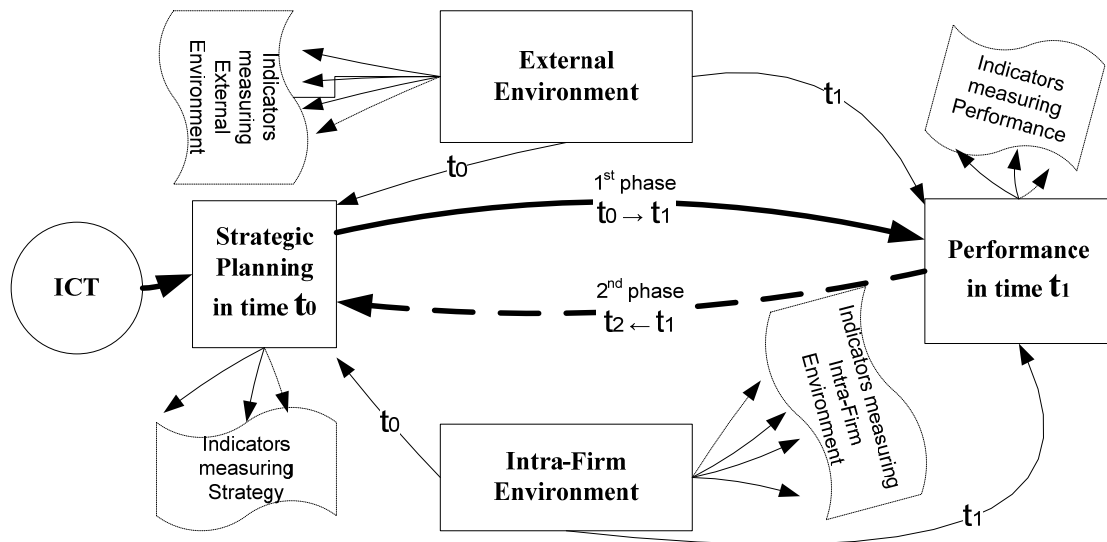 Indicators
measuring
External
Environment
External
Environment
t1
Indicators
measuring
Performance
t0
1st phase
t0 → t1
ICT
Strategic
Planning
in time t0
Performance
in time t1
2nd phase
t2 ← t1
Indicators measuring
Intra-Firm
Environment
t0
Indicators
measuring
Strategy
Intra-Firm
Environment
t1